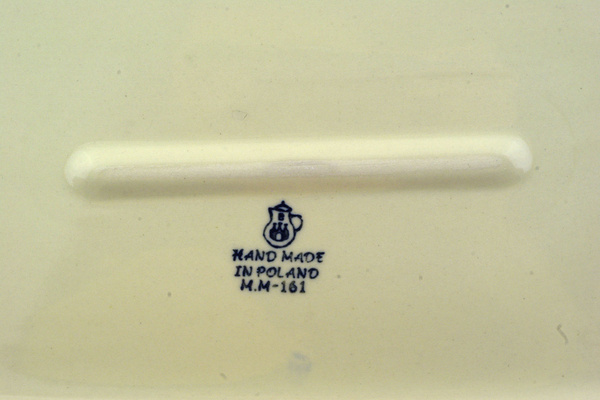 B
HAND MADE
IN POLAND
M.M-161